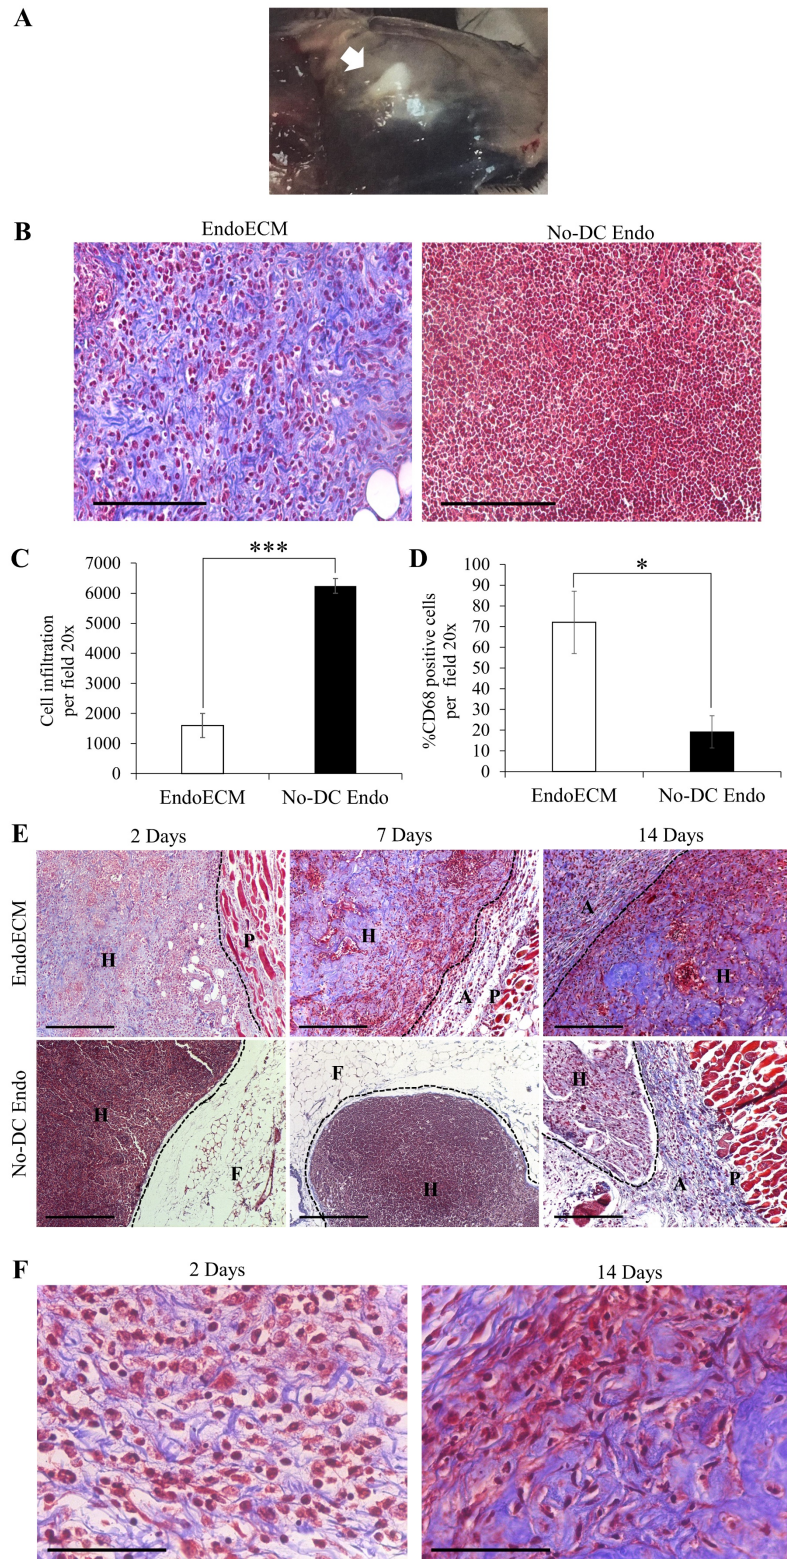 A
B
EndoECM
No-DC Endo
C
Cell infiltration
per field 20x
7000
6000
5000
4000
3000
2000
1000
0
***
EndoECM
No-DC Endo
D
%CD68 positive cells
per field 20x
100
90
80
70
60
50
40
30
20
10
0
*
EndoECM
No-DC Endo
E
2 Days
7 Days
14 Days
EndoECM
H
P
H
A
P
A
H
No-DC Endo
H
F
F
H
H
A
P
F
2 Days
14 Days